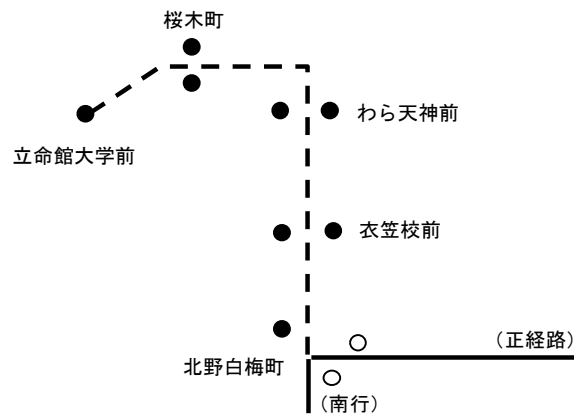 桜木町
わら天神前
立命館大学前
衣笠校前
(正経路)
北野白梅町
(南行)